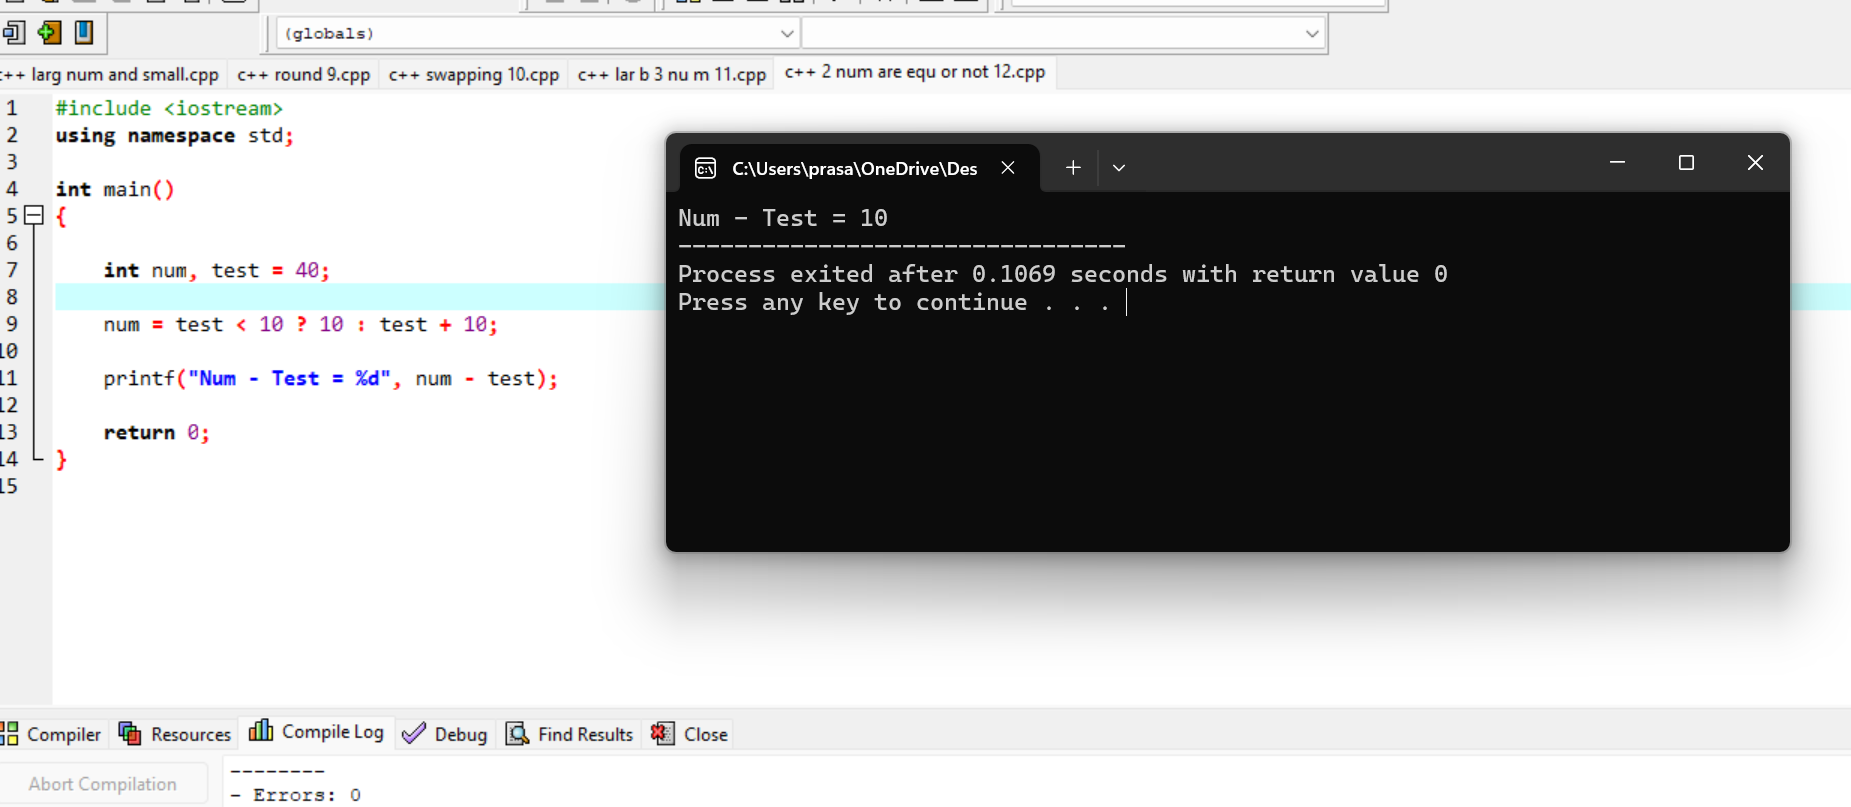 (globals)
c++ larg num and small.cpp
c++ round 9.cpp
c++ swapping 10.cpp
c++ lar b 3 nu m 11.cpp
c++ 2 num are equ or not 12.cpp
1 #include <iostream>
2 using namespace std;
3
4 int main()
5 {
6
7 int num, test = 40;
8
9 num = test < 10 ? 10 : test + 10;
10
11 printf("Num - Test = %d", num - test);
12
13 return 0;
14 }
15
C:\Users\prasa\OneDrive\Des
Num - Test = 10
--------------------------------
Process exited after 0.1069 seconds with return value 0
Press any key to continue . . .
Compiler
Resources
Compile Log
Debug
Find Results
Close
Abort Compilation
--------
- Errors: 0